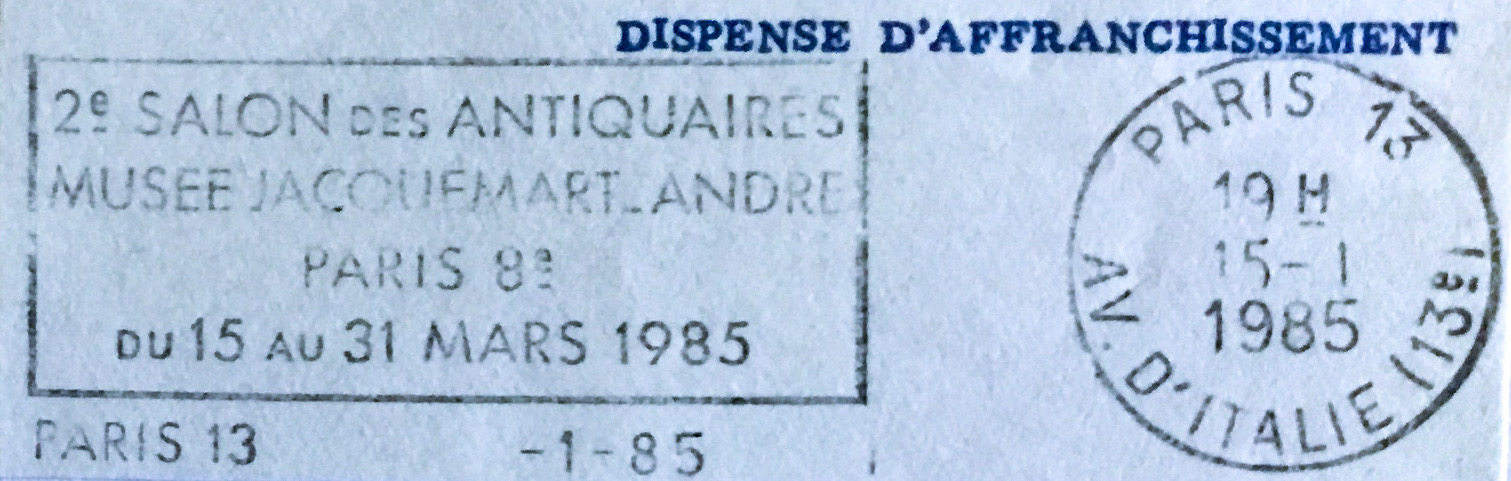 DISPENSE D'AFFRANCHISSEMENT
2e SALON DES ANTIQUAIRES
MUSEE JACQUEMART-ANDRE
PARIS 8e
DU 15 AU 31 MARS 1985
PARIS 13 -1-85
PARIS 13
19 H
15-1
1985
AV. D'ITALIE (13e)